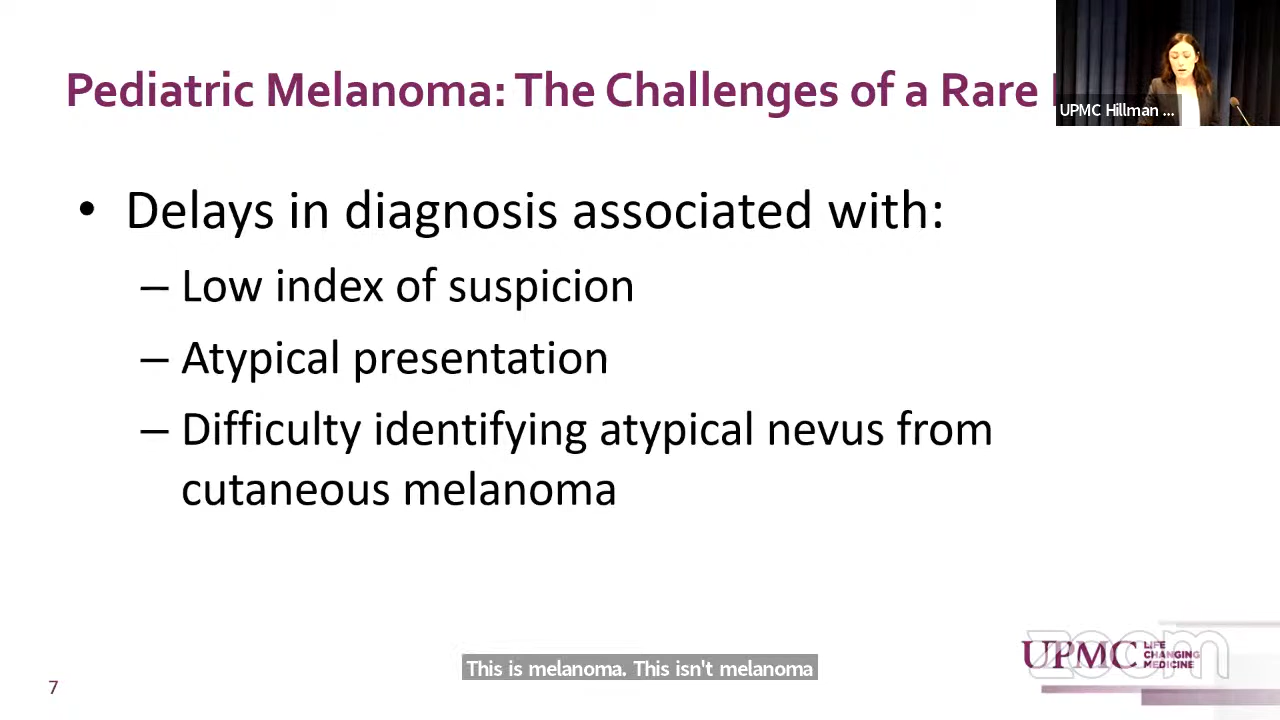 Pediatric Melanoma: The Challenges of a Rare
UPMC Hillman ...
• Delays in diagnosis associated with:
– Low index of suspicion
– Atypical presentation
– Difficulty identifying atypical nevus from
cutaneous melanoma
This is melanoma. This isn't melanoma
UPMC
LIFE
CHANGING
MEDICINE
zoom
7